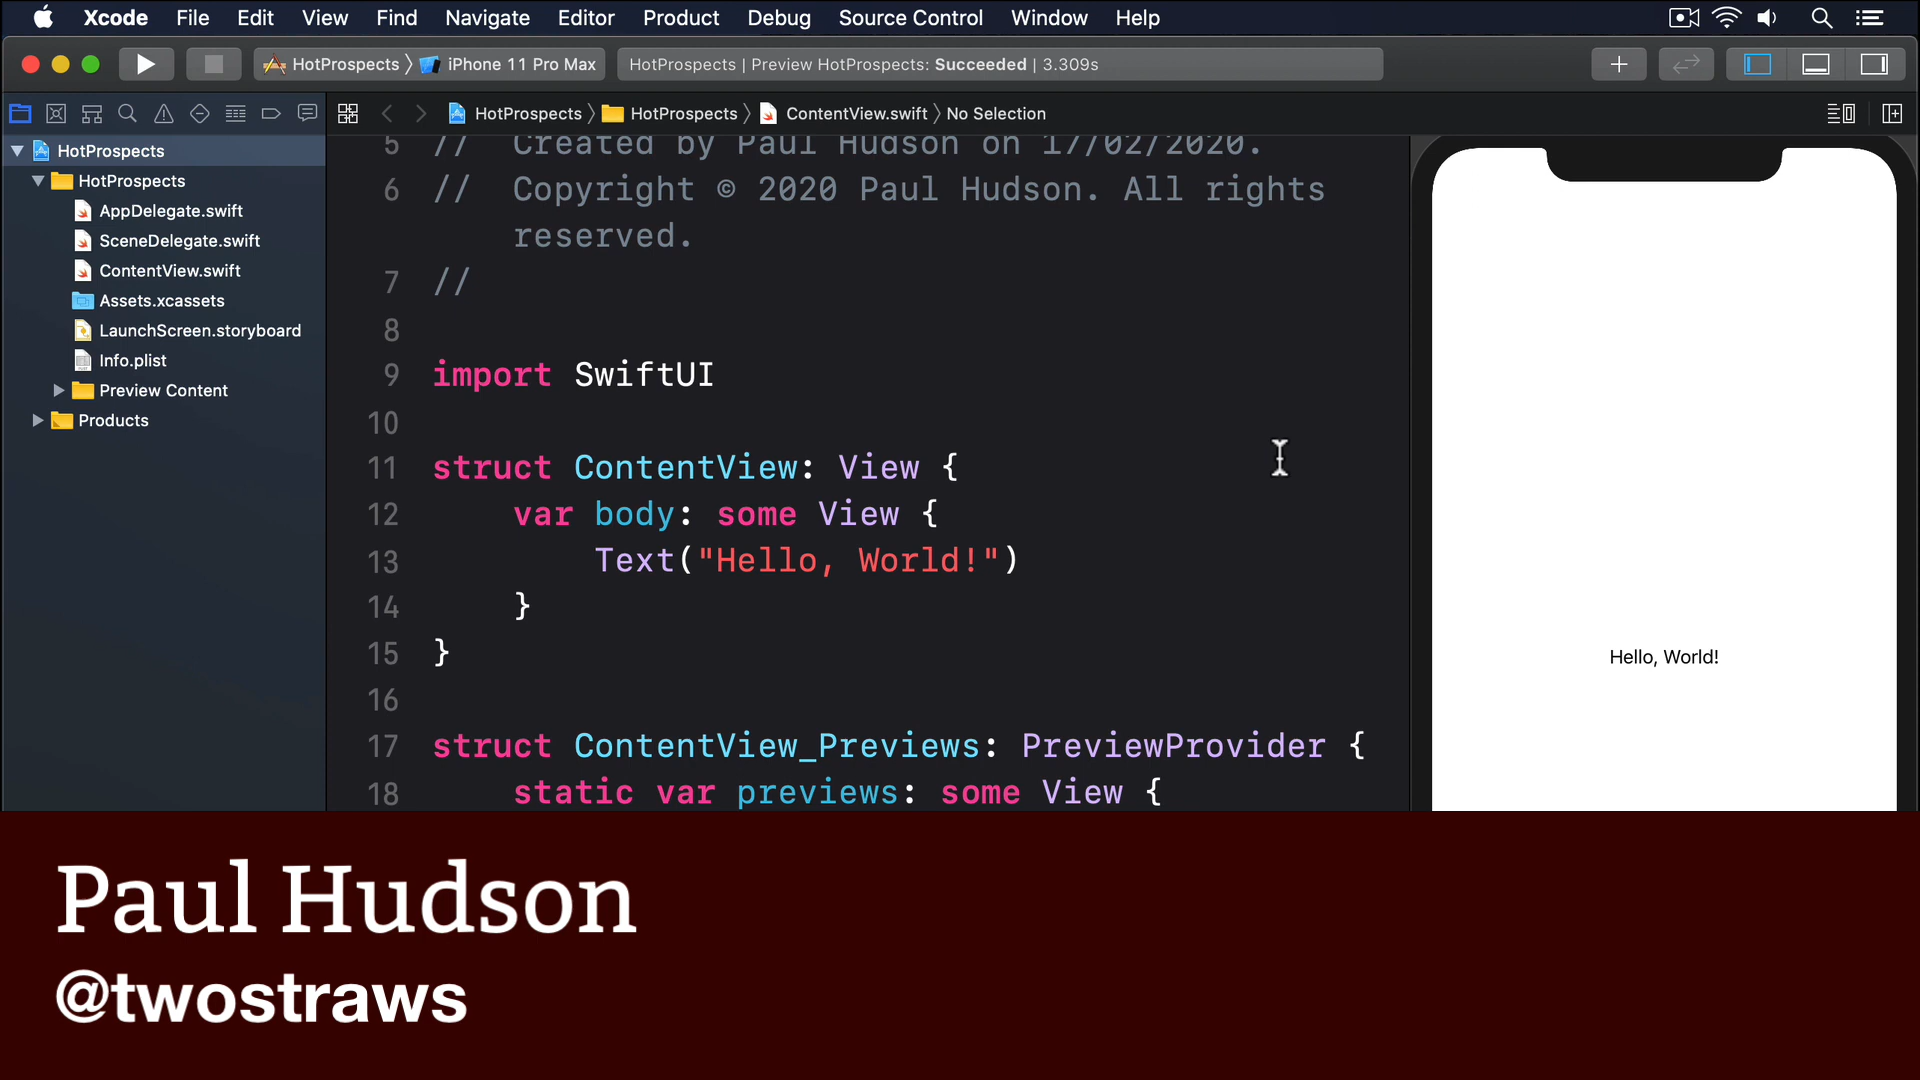 Xcode File Edit View Find Navigate Editor Product Debug Source Control Window Help
HotProspects iPhone 11 Pro Max HotProspects | Preview HotProspects: Succeeded | 3.309s
HotProspects HotProspects ContentView.swift No Selection
HotProspects
HotProspects
AppDelegate.swift
SceneDelegate.swift
ContentView.swift
Assets.xcassets
LaunchScreen.storyboard
Info.plist
Preview Content
Products
5 // Created by Paul Hudson on 17/02/2020.
6 // Copyright © 2020 Paul Hudson. All rights
reserved.
7 //
8
9 import SwiftUI
10
11 struct ContentView: View {
12 var body: some View {
13 Text("Hello, World!")
14 }
15 }
16
17 struct ContentView_Previews: PreviewProvider {
18 static var previews: some View {
Hello, World!
Paul Hudson
@twostraws